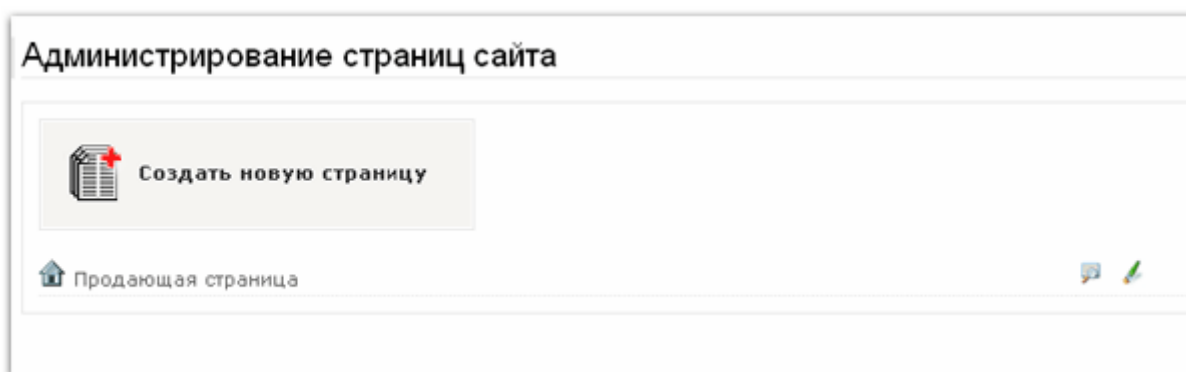 Администрирование страниц сайта
Создать новую страницу
Продающая страница